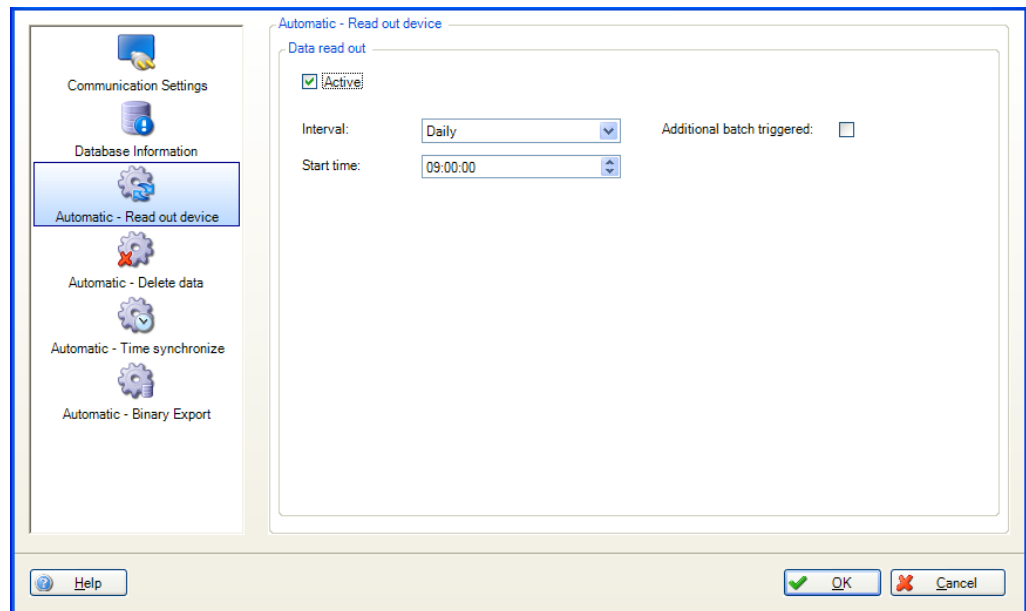 Communication Settings
Database Information
Automatic - Read out device
Automatic - Delete data
Automatic - Time synchronize
Automatic - Binary Export
Automatic - Read out device
Data read out
Active
Interval: Daily Additional batch triggered:
Start time: 09:00:00
Help OK Cancel